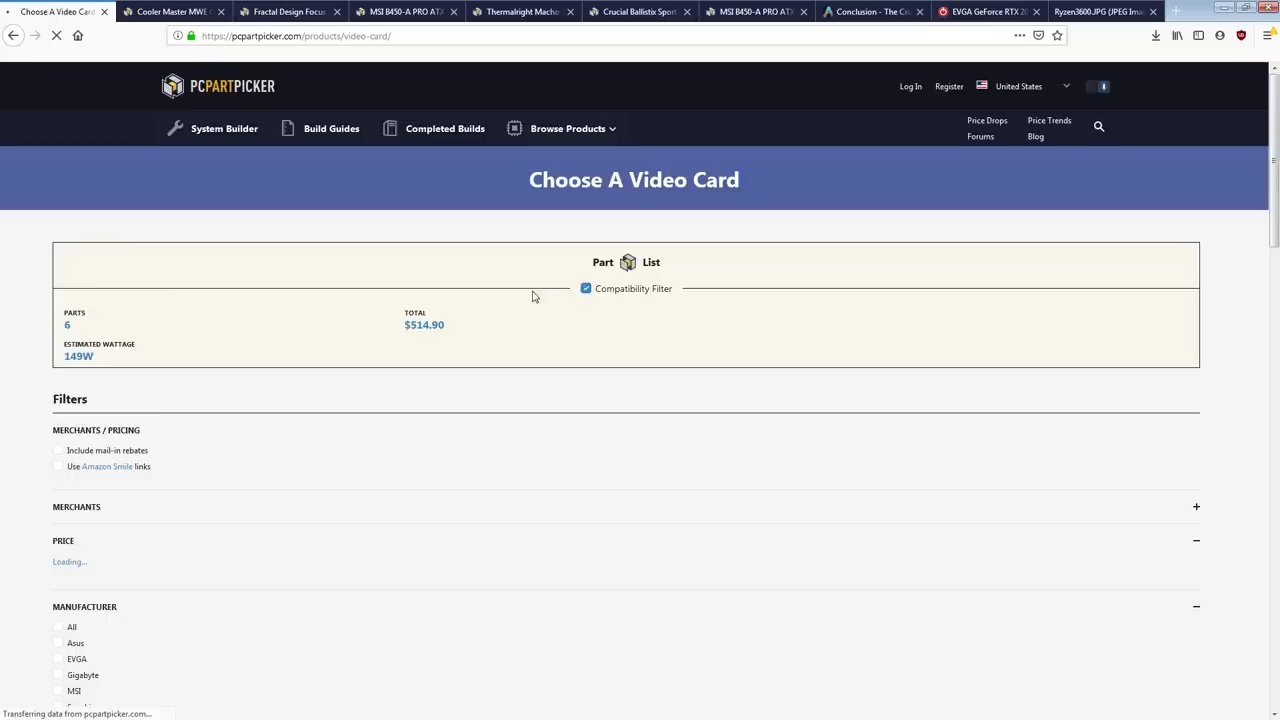 Choose A Video Card
Cooler Master MWE G
Fractal Design Focus
MSI B450-A PRO ATX
Thermalright Macho
Crucial Ballistix Sport
MSI B450-A PRO ATX
Conclusion - The Cru
EVGA GeForce RTX 20
Ryzen3600.JPG (JPEG Imag
https://pcpartpicker.com/products/video-card/
PCPARTPICKER
Log In
Register
United States
System Builder
Build Guides
Completed Builds
Browse Products
Price Drops
Price Trends
Forums
Blog
Choose A Video Card
Part List
Compatibility Filter
PARTS
6
TOTAL
$514.90
ESTIMATED WATTAGE
149W
Filters
MERCHANTS / PRICING
Include mail-in rebates
Use Amazon Smile links
MERCHANTS
+
PRICE
−
Loading...
MANUFACTURER
−
All
Asus
EVGA
Gigabyte
MSI
Transferring data from pcpartpicker.com...